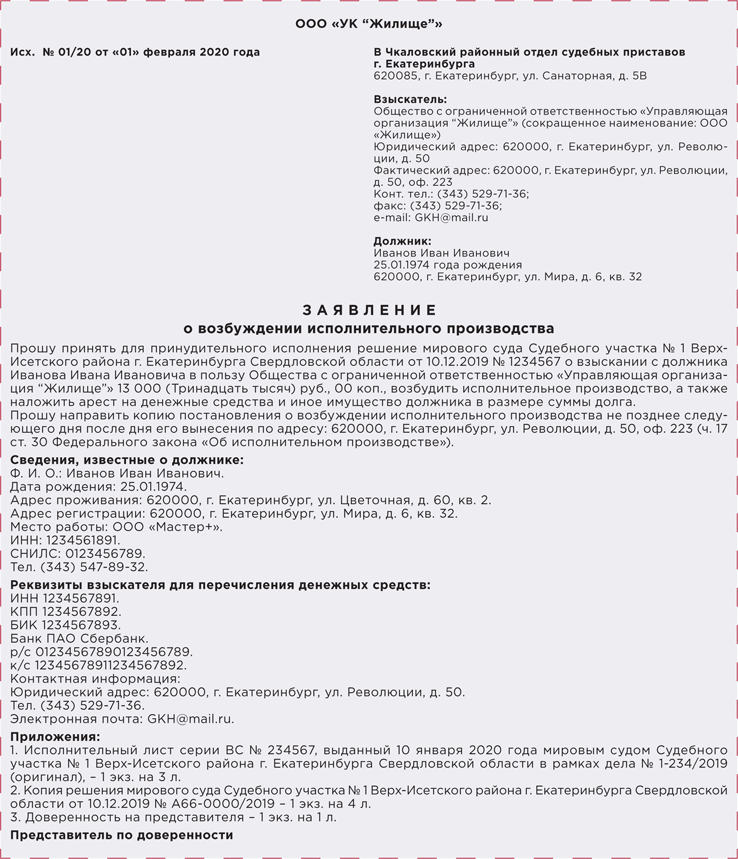 ООО «УК “Жилище”»
Исх. № 01/20 от «01» февраля 2020 года
В Чкаловский районный отдел судебных приставов
г. Екатеринбурга
620085, г. Екатеринбург, ул. Санаторная, д. 5В
Взыскатель:
Общество с ограниченной ответственностью «Управляющая
организация “Жилище”» (сокращенное наименование: ООО
«Жилище»)
Юридический адрес: 620000, г. Екатеринбург, ул. Револю-
ции, д. 50
Фактический адрес: 620000, г. Екатеринбург, ул. Революции,
д. 50, оф. 223
Конт. тел.: (343) 529-71-36;
факс: (343) 529-71-36;
e-mail: GKH@mail.ru
Должник:
Иванов Иван Иванович
25.01.1974 года рождения
620000, г. Екатеринбург, ул. Мира, д. 6, кв. 32
ЗАЯВЛЕНИЕ
о возбуждении исполнительного производства
Прошу принять для принудительного исполнения решение мирового суда Судебного участка № 1 Верх-
Исетского района г. Екатеринбурга Свердловской области от 10.12.2019 № 1234567 о взыскании с должника
Иванова Ивана Ивановича в пользу Общества с ограниченной ответственностью «Управляющая организа-
ция “Жилище”» 13 000 (Тринадцать тысяч) руб., 00 коп., возбудить исполнительное производство, а также
наложить арест на денежные средства и иное имущество должника в размере суммы долга.
Прошу направить копию постановления о возбуждении исполнительного производства не позднее следу-
ющего дня после дня его вынесения по адресу: 620000, г. Екатеринбург, ул. Революции, д. 50, оф. 223 (ч. 17
ст. 30 Федерального закона «Об исполнительном производстве»).
Сведения, известные о должнике:
Ф. И. О.: Иванов Иван Иванович.
Дата рождения: 25.01.1974.
Адрес проживания: 620000, г. Екатеринбург, ул. Цветочная, д. 60, кв. 2.
Адрес регистрации: 620000, г. Екатеринбург, ул. Мира, д. 6, кв. 32.
Место работы: ООО «Мастер+».
ИНН: 1234561891.
СНИЛС: 0123456789.
Тел. (343) 547-89-32.
Реквизиты взыскателя для перечисления денежных средств:
ИНН 1234567891.
КПП 1234567892.
БИК 1234567893.
Банк ПАО Сбербанк.
р/с 01234567890123456789.
к/с 12345678911234567892.
Контактная информация:
Юридический адрес: 620000, г. Екатеринбург, ул. Революции, д. 50.
Тел. (343) 529-71-36.
Электронная почта: GKH@mail.ru.
Приложения:
1. Исполнительный лист серии ВС № 234567, выданный 10 января 2020 года мировым судом Судебного
участка № 1 Верх-Исетского района г. Екатеринбурга Свердловской области в рамках дела № 1-234/2019
(оригинал), – 1 экз. на 3 л.
2. Копия решения мирового суда Судебного участка № 1 Верх-Исетского района г. Екатеринбурга Свердловской
области от 10.12.2019 № А66-0000/2019 – 1 экз. на 4 л.
3. Доверенность на представителя – 1 экз. на 1 л.
Представитель по доверенности